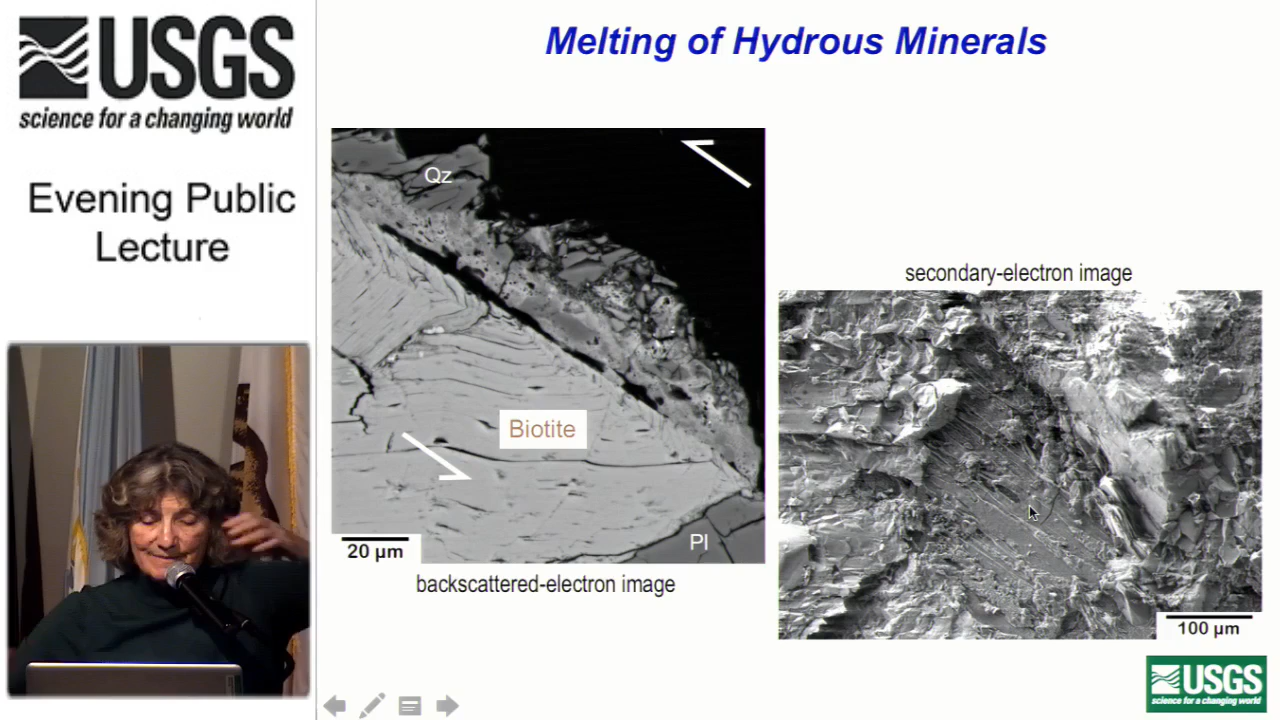 USGS
science for a changing world
Evening Public
Lecture
Melting of Hydrous Minerals
Qz
Biotite
Pl
20 µm
backscattered-electron image
secondary-electron image
100 µm
USGS
science for a changing world